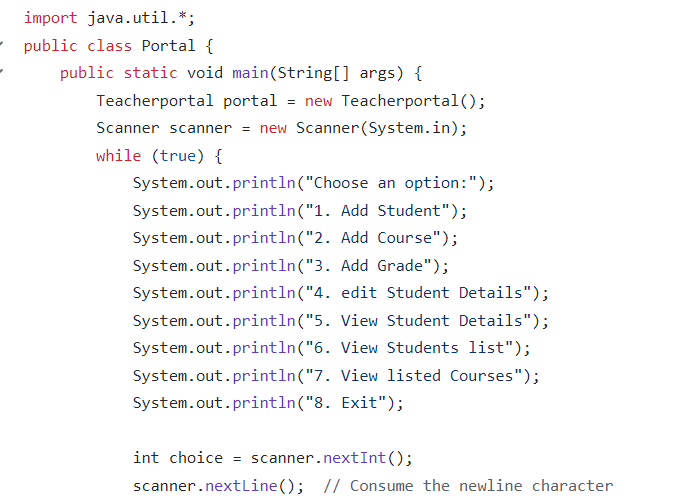 import java.util.*;
public class Portal {
public static void main(String[] args) {
Teacherportal portal = new Teacherportal();
Scanner scanner = new Scanner(System.in);
while (true) {
System.out.println("Choose an option:");
System.out.println("1. Add Student");
System.out.println("2. Add Course");
System.out.println("3. Add Grade");
System.out.println("4. edit Student Details");
System.out.println("5. View Student Details");
System.out.println("6. View Students list");
System.out.println("7. View listed Courses");
System.out.println("8. Exit");
int choice = scanner.nextInt();
scanner.nextLine();  // Consume the newline character